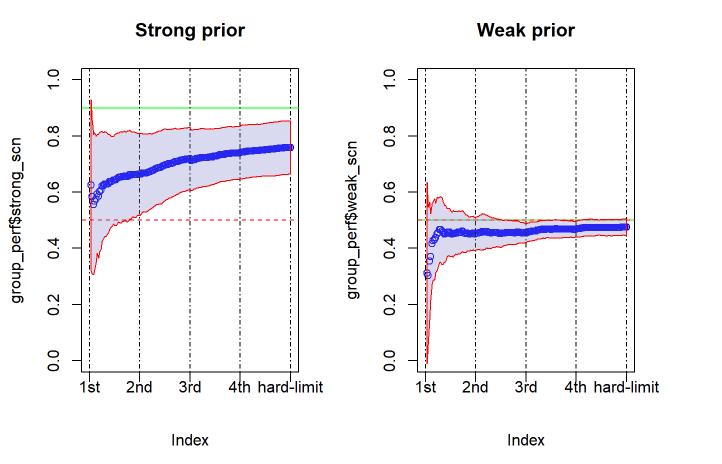 Strong prior
group_perf$strong_scn
1.0
0.8
0.6
0.4
0.2
0.0
1st 2nd 3rd 4th hard-limit
Index
Weak prior
group_perf$weak_scn
1.0
0.8
0.6
0.4
0.2
0.0
1st 2nd 3rd 4th hard-limit
Index